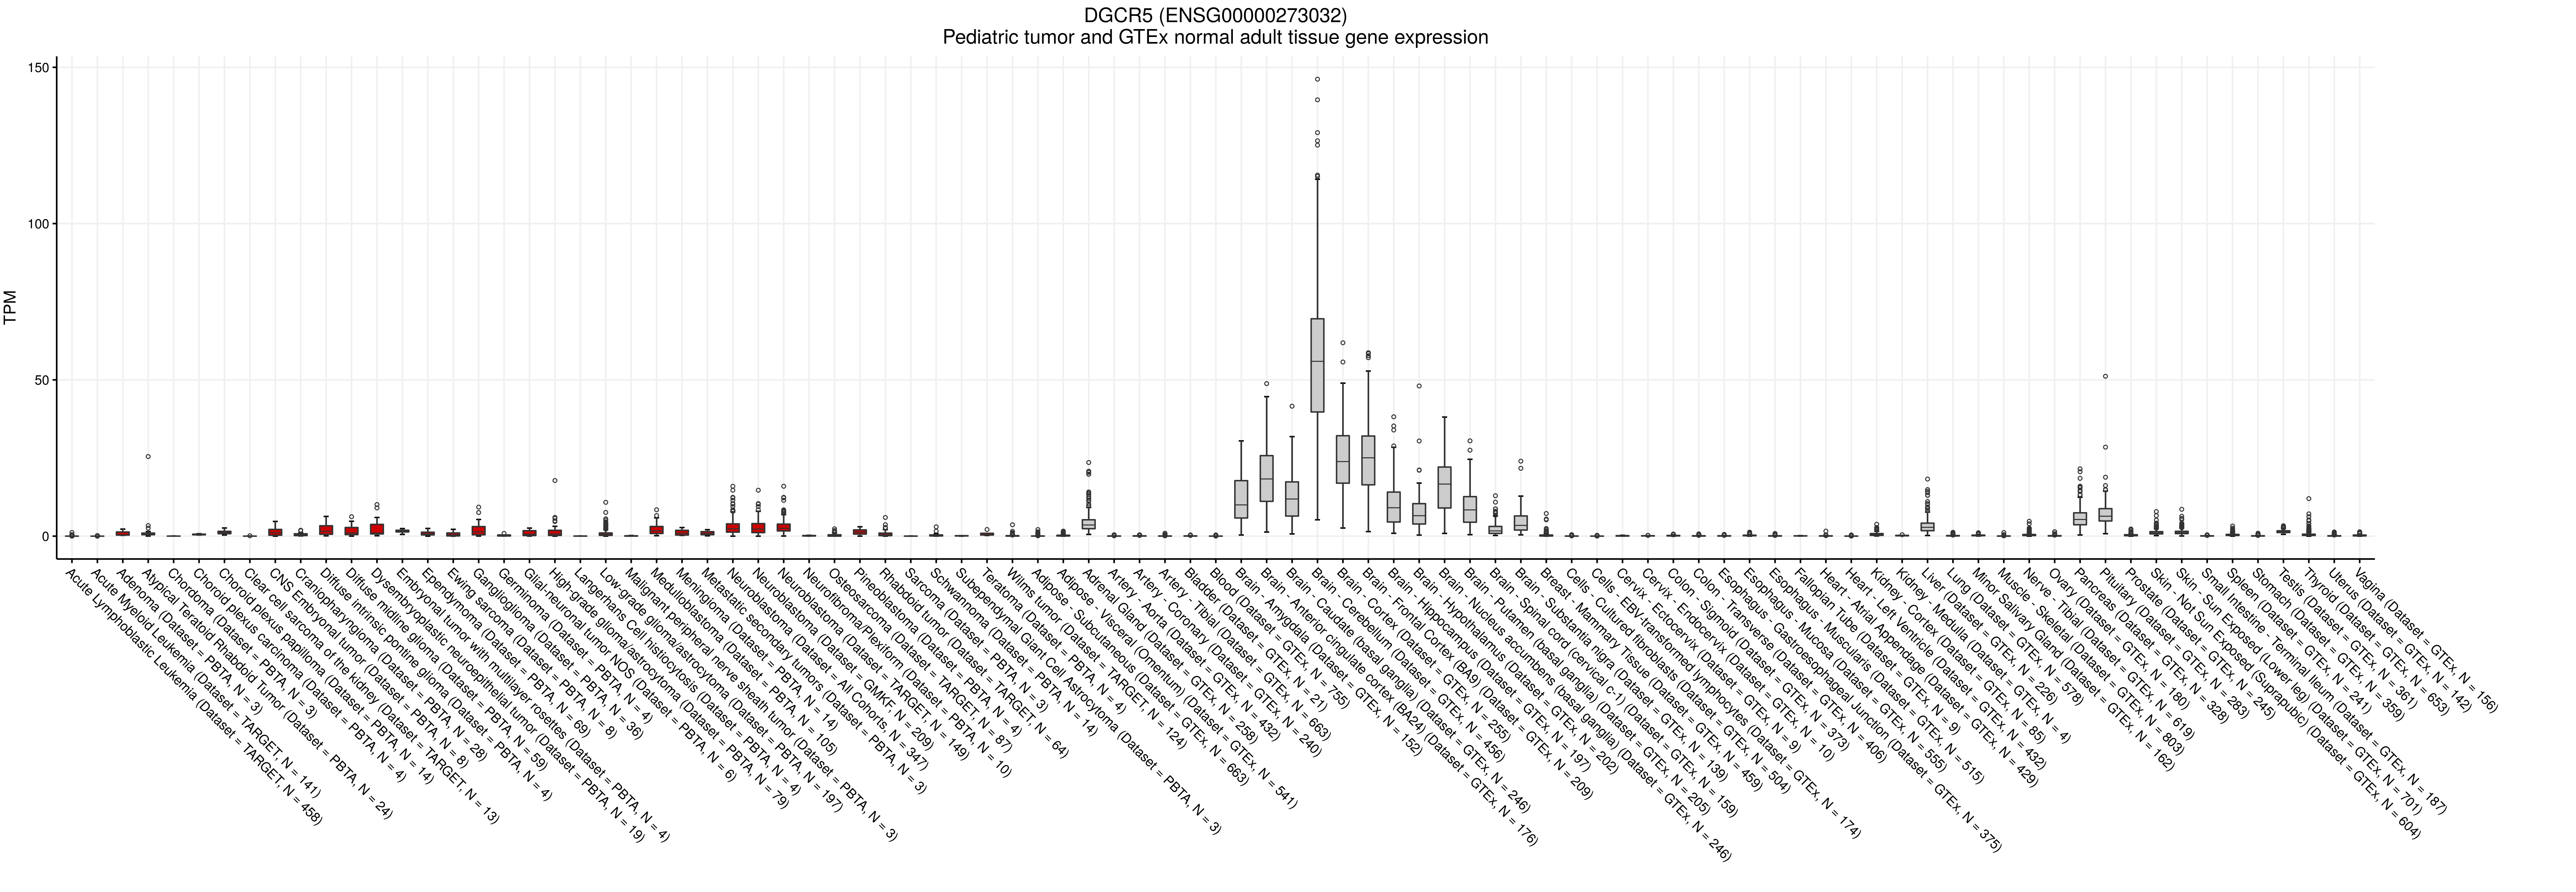 DGCR5 (ENSG00000273032)
Pediatric tumor and GTEx normal adult tissue gene expression
TPM
150
100
50
0
Acute Lymphoblastic Leukemia (Dataset = TARGET, N = 458)
Acute Myeloid Leukemia (Dataset = TARGET, N = 141)
Adenoma (Dataset = PBTA, N = 3)
Atypical Teratoid Rhabdoid Tumor (Dataset = PBTA, N = 24)
Chordoma (Dataset = PBTA, N = 3)
Choroid plexus carcinoma (Dataset = PBTA, N = 4)
Choroid plexus papilloma (Dataset = PBTA, N = 14)
Clear cell sarcoma of the kidney (Dataset = TARGET, N = 13)
CNS Embryonal tumor (Dataset = PBTA, N = 8)
Craniopharyngioma (Dataset = PBTA, N = 28)
Diffuse intrinsic pontine glioma (Dataset = PBTA, N = 4)
Diffuse midline glioma (Dataset = PBTA, N = 59)
Dysembryoplastic neuroepithelial tumor (Dataset = PBTA, N = 19)
Embryonal tumor with multilayer rosettes (Dataset = PBTA, N = 4)
Ependymoma (Dataset = PBTA, N = 69)
Ewing sarcoma (Dataset = PBTA, N = 8)
Ganglioglioma (Dataset = PBTA, N = 36)
Germinoma (Dataset = PBTA, N = 4)
Glial-neuronal tumor NOS (Dataset = PBTA, N = 6)
High-grade glioma/astrocytoma (Dataset = PBTA, N = 79)
Langerhans Cell histiocytosis (Dataset = PBTA, N = 4)
Low-grade glioma/astrocytoma (Dataset = PBTA, N = 197)
Malignant peripheral nerve sheath tumor (Dataset = PBTA, N = 3)
Medulloblastoma (Dataset = PBTA, N = 105)
Meningioma (Dataset = PBTA, N = 14)
Metastatic secondary tumors (Dataset = PBTA, N = 3)
Neuroblastoma (Dataset = All Cohorts, N = 347)
Neuroblastoma (Dataset = GMKF, N = 209)
Neuroblastoma (Dataset = TARGET, N = 149)
Neurofibroma/Plexiform (Dataset = PBTA, N = 10)
Osteosarcoma (Dataset = TARGET, N = 87)
Pineoblastoma (Dataset = PBTA, N = 4)
Rhabdoid tumor (Dataset = TARGET, N = 64)
Sarcoma (Dataset = PBTA, N = 3)
Schwannoma (Dataset = PBTA, N = 14)
Subependymal Giant Cell Astrocytoma (Dataset = PBTA, N = 3)
Teratoma (Dataset = PBTA, N = 4)
Wilms tumor (Dataset = TARGET, N = 124)
Adipose - Subcutaneous (Dataset = GTEx, N = 663)
Adipose - Visceral (Omentum) (Dataset = GTEx, N = 541)
Adrenal Gland (Dataset = GTEx, N = 258)
Artery - Aorta (Dataset = GTEx, N = 432)
Artery - Coronary (Dataset = GTEx, N = 240)
Artery - Tibial (Dataset = GTEx, N = 663)
Bladder (Dataset = GTEx, N = 21)
Blood (Dataset = GTEx, N = 755)
Brain - Amygdala (Dataset = GTEx, N = 152)
Brain - Anterior cingulate cortex (BA24) (Dataset = GTEx, N = 176)
Brain - Caudate (basal ganglia) (Dataset = GTEx, N = 246)
Brain - Cerebellum (Dataset = GTEx, N = 456)
Brain - Cortex (Dataset = GTEx, N = 255)
Brain - Frontal Cortex (BA9) (Dataset = GTEx, N = 209)
Brain - Hippocampus (Dataset = GTEx, N = 197)
Brain - Hypothalamus (Dataset = GTEx, N = 202)
Brain - Nucleus accumbens (basal ganglia) (Dataset = GTEx, N = 246)
Brain - Putamen (basal ganglia) (Dataset = GTEx, N = 205)
Brain - Spinal cord (cervical c-1) (Dataset = GTEx, N = 159)
Brain - Substantia nigra (Dataset = GTEx, N = 139)
Breast - Mammary Tissue (Dataset = GTEx, N = 459)
Cells - Cultured fibroblasts (Dataset = GTEx, N = 504)
Cells - EBV-transformed lymphocytes (Dataset = GTEx, N = 174)
Cervix - Ectocervix (Dataset = GTEx, N = 9)
Cervix - Endocervix (Dataset = GTEx, N = 10)
Colon - Sigmoid (Dataset = GTEx, N = 373)
Colon - Transverse (Dataset = GTEx, N = 406)
Esophagus - Gastroesophageal Junction (Dataset = GTEx, N = 375)
Esophagus - Mucosa (Dataset = GTEx, N = 555)
Esophagus - Muscularis (Dataset = GTEx, N = 515)
Fallopian Tube (Dataset = GTEx, N = 9)
Heart - Atrial Appendage (Dataset = GTEx, N = 429)
Heart - Left Ventricle (Dataset = GTEx, N = 432)
Kidney - Cortex (Dataset = GTEx, N = 85)
Kidney - Medulla (Dataset = GTEx, N = 4)
Liver (Dataset = GTEx, N = 226)
Lung (Dataset = GTEx, N = 578)
Minor Salivary Gland (Dataset = GTEx, N = 162)
Muscle - Skeletal (Dataset = GTEx, N = 803)
Nerve - Tibial (Dataset = GTEx, N = 619)
Ovary (Dataset = GTEx, N = 180)
Pancreas (Dataset = GTEx, N = 328)
Pituitary (Dataset = GTEx, N = 283)
Prostate (Dataset = GTEx, N = 245)
Skin - Not Sun Exposed (Suprapubic) (Dataset = GTEx, N = 604)
Skin - Sun Exposed (Lower leg) (Dataset = GTEx, N = 701)
Small Intestine - Terminal Ileum (Dataset = GTEx, N = 187)
Spleen (Dataset = GTEx, N = 241)
Stomach (Dataset = GTEx, N = 359)
Testis (Dataset = GTEx, N = 361)
Thyroid (Dataset = GTEx, N = 653)
Uterus (Dataset = GTEx, N = 142)
Vagina (Dataset = GTEx, N = 156)